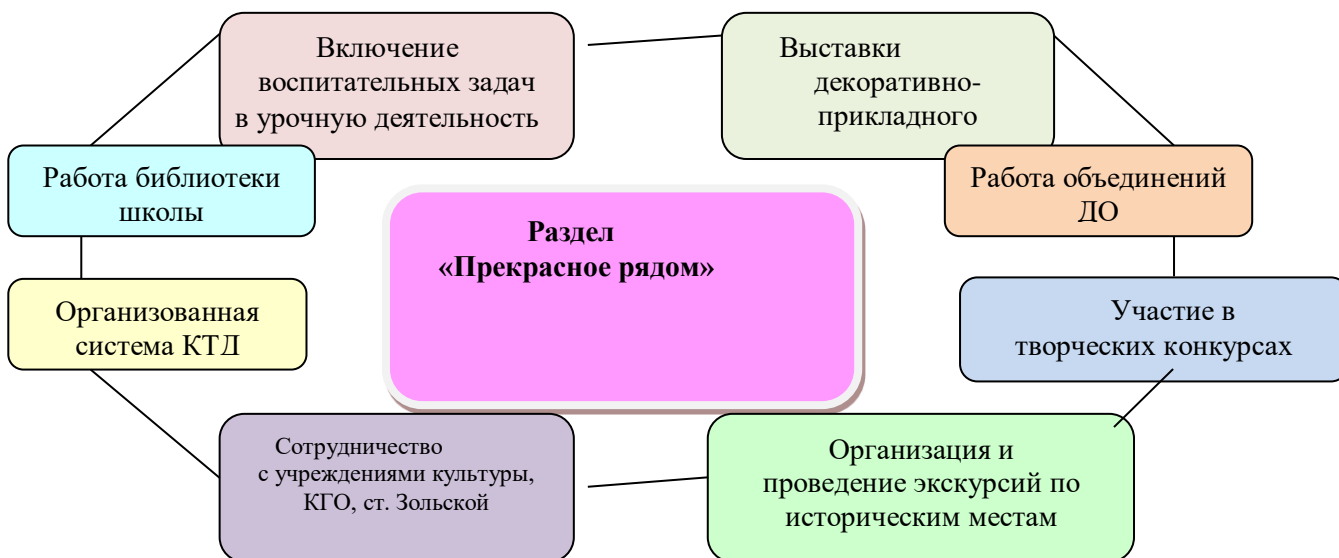 Включение
воспитательных задач
в урочную деятельность
Выставки
декоративно-
прикладного
Работа библиотеки
школы
Работа объединений
ДО
Раздел
«Прекрасное рядом»
Организованная
система КТД
Участие в
творческих конкурсах
Сотрудничество
с учреждениями культуры,
КГО, ст. Зольской
Организация и
проведение экскурсий по
историческим местам